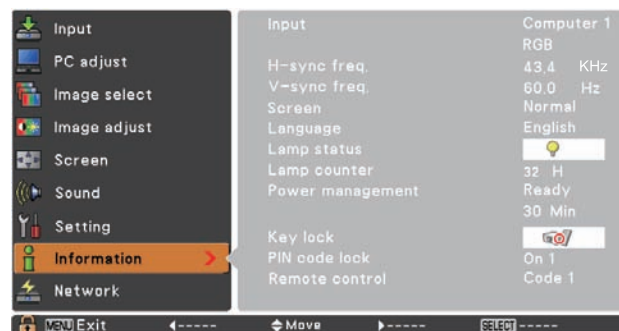 Input
PC adjust
Image select
Image adjust
Screen
Sound
Setting
Information
Network
Input Computer 1
RGB
H-sync freq. 43.4 KHz
V-sync freq. 60.0 Hz
Screen Normal
Language English
Lamp status
Lamp counter 32 H
Power management Ready
30 Min
Key lock
PIN code lock On 1
Remote control Code 1
MENU Exit ◄----- Move ►----- SELECT -----